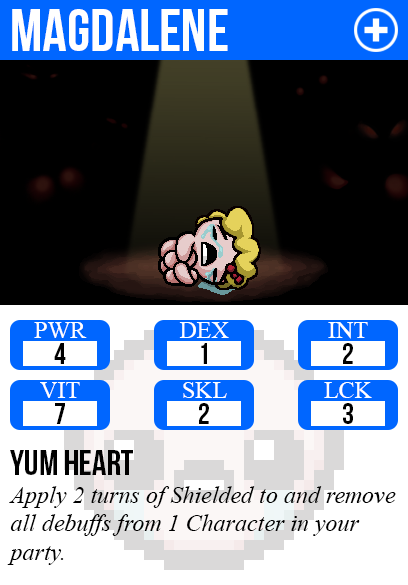 MAGDALENE
PWR DEX INT
4 1 2
VIT SKL LCK
7 2 3
YUM HEART
Apply 2 turns of Shielded to and remove
all debuffs from 1 Character in your
party.